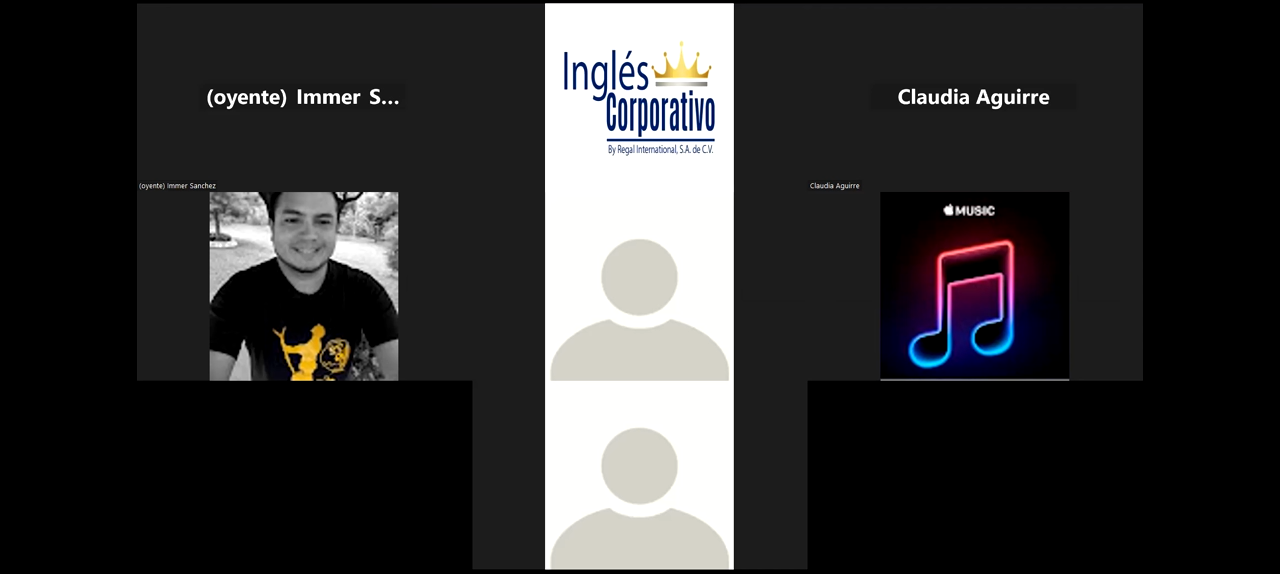 (oyente) Immer S...
Inglés
Corporativo
By Regal International, S.A. de C.V.
Claudia Aguirre
(oyente) Immer Sanchez
Claudia Aguirre
MUSIC